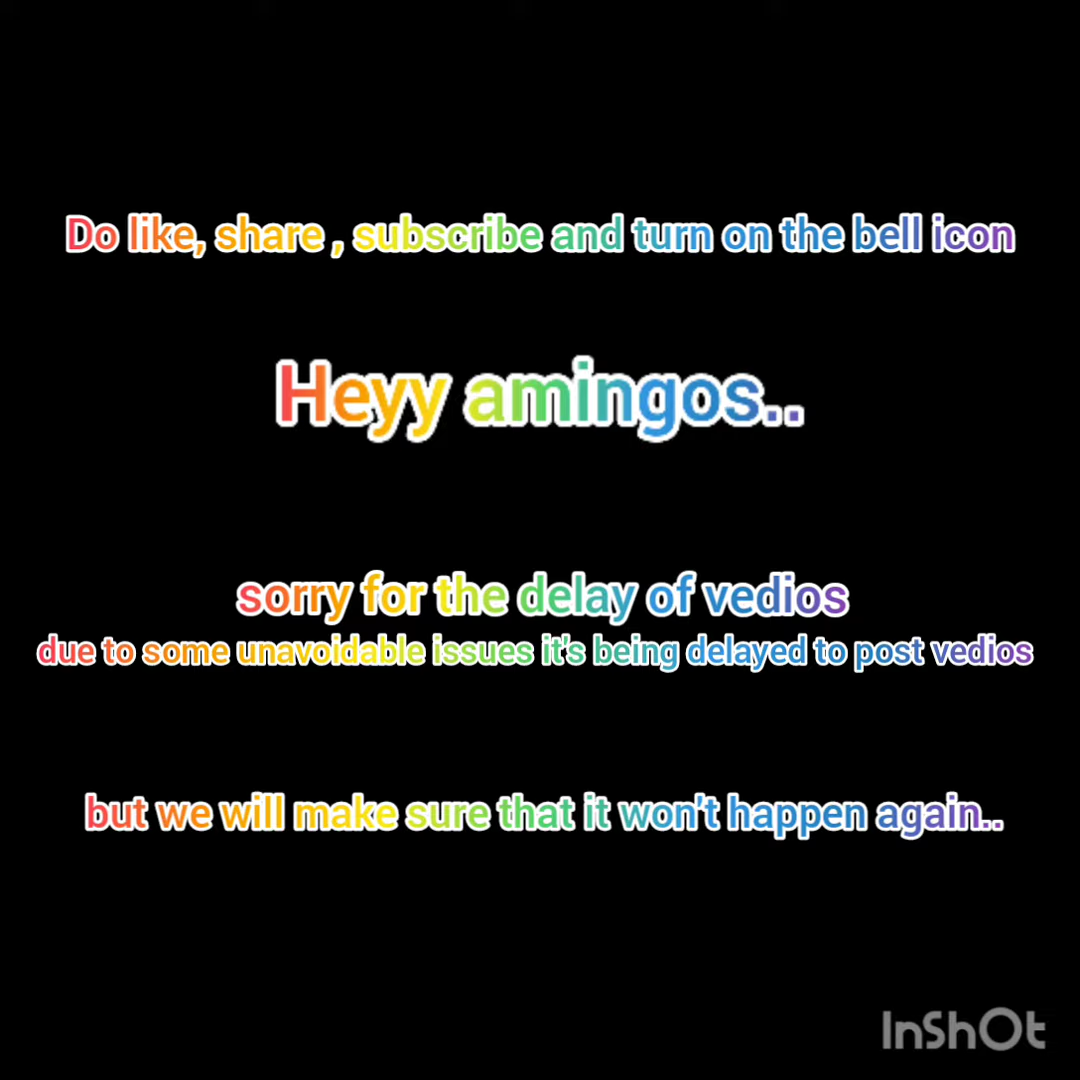 Do like, share , subscribe and turn on the bell icon
Heyy amingos..
sorry for the delay of vedios
due to some unavoidable issues it's being delayed to post vedios
but we will make sure that it won't happen again..
InShOt